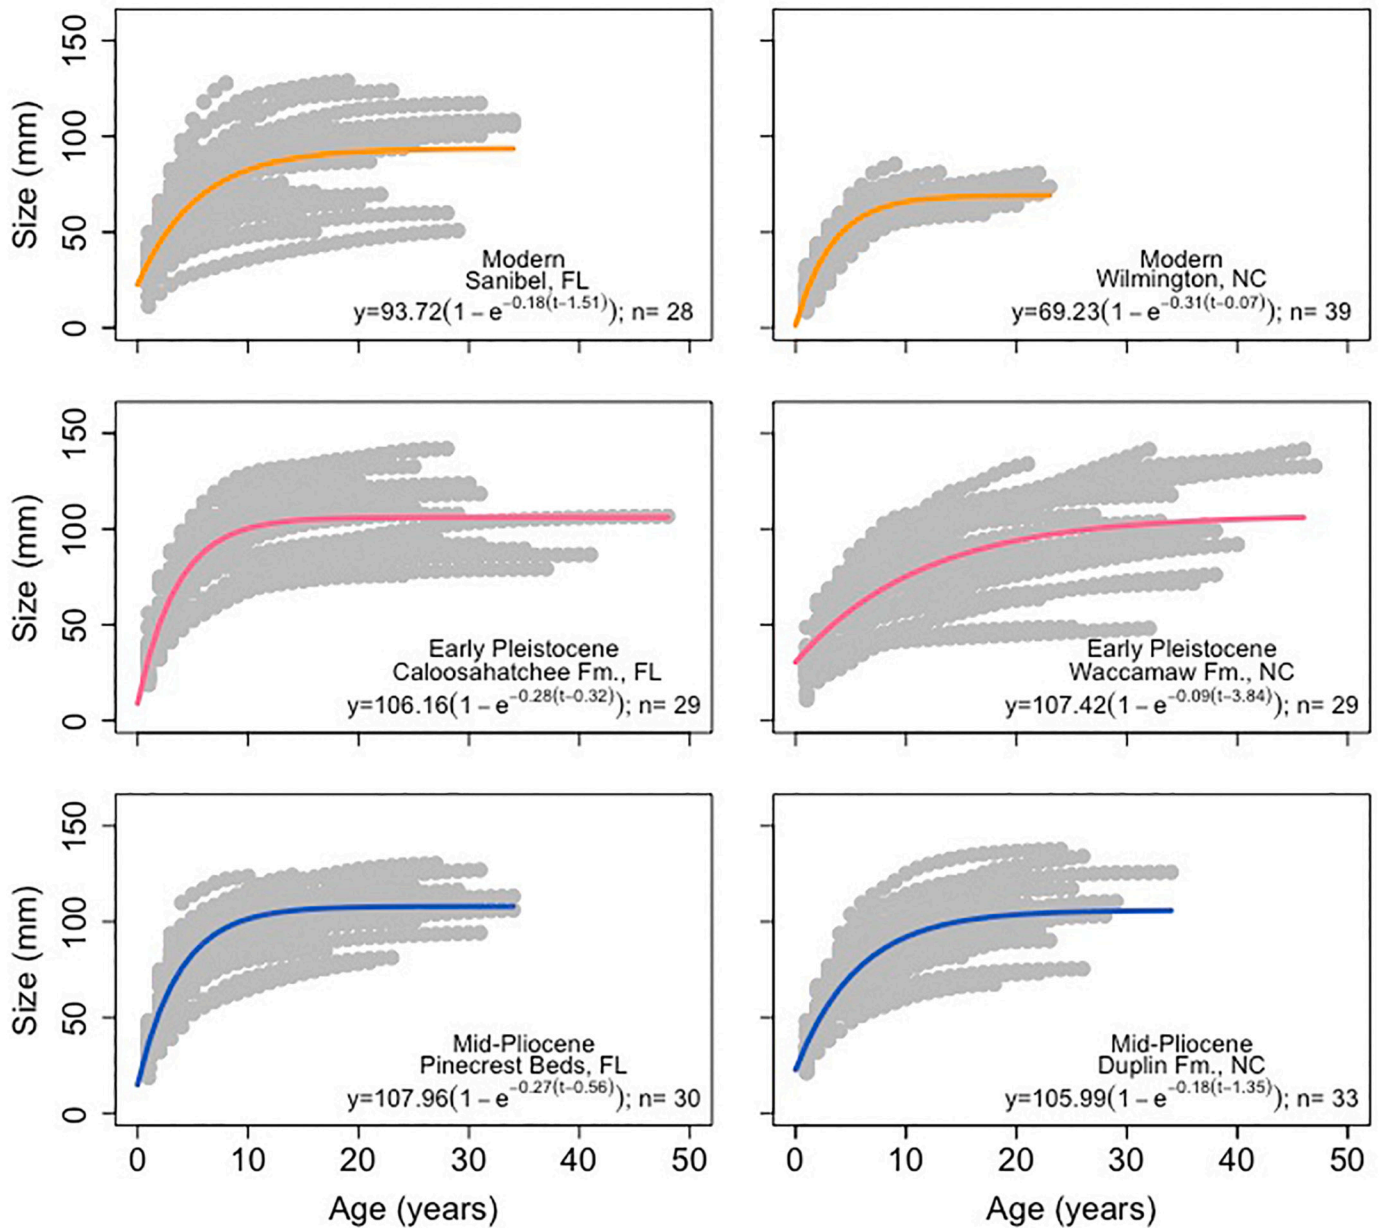 150
100
50
0
Size (mm)
Modern
Sanibel, FL
y=93.72(1 − e−0.18(t−1.51)); n= 28
Modern
Wilmington, NC
y=69.23(1 − e−0.31(t−0.07)); n= 39
150
100
50
0
Size (mm)
Early Pleistocene
Caloosahatchee Fm., FL
y=106.16(1 − e−0.28(t−0.32)); n= 29
Early Pleistocene
Waccamaw Fm., NC
y=107.42(1 − e−0.09(t−3.84)); n= 29
150
100
50
0
Size (mm)
Mid-Pliocene
Pinecrest Beds, FL
y=107.96(1 − e−0.27(t−0.56)); n= 30
Mid-Pliocene
Duplin Fm., NC
y=105.99(1 − e−0.18(t−1.35)); n= 33
0 10 20 30 40 50
0 10 20 30 40 50
Age (years)
Age (years)